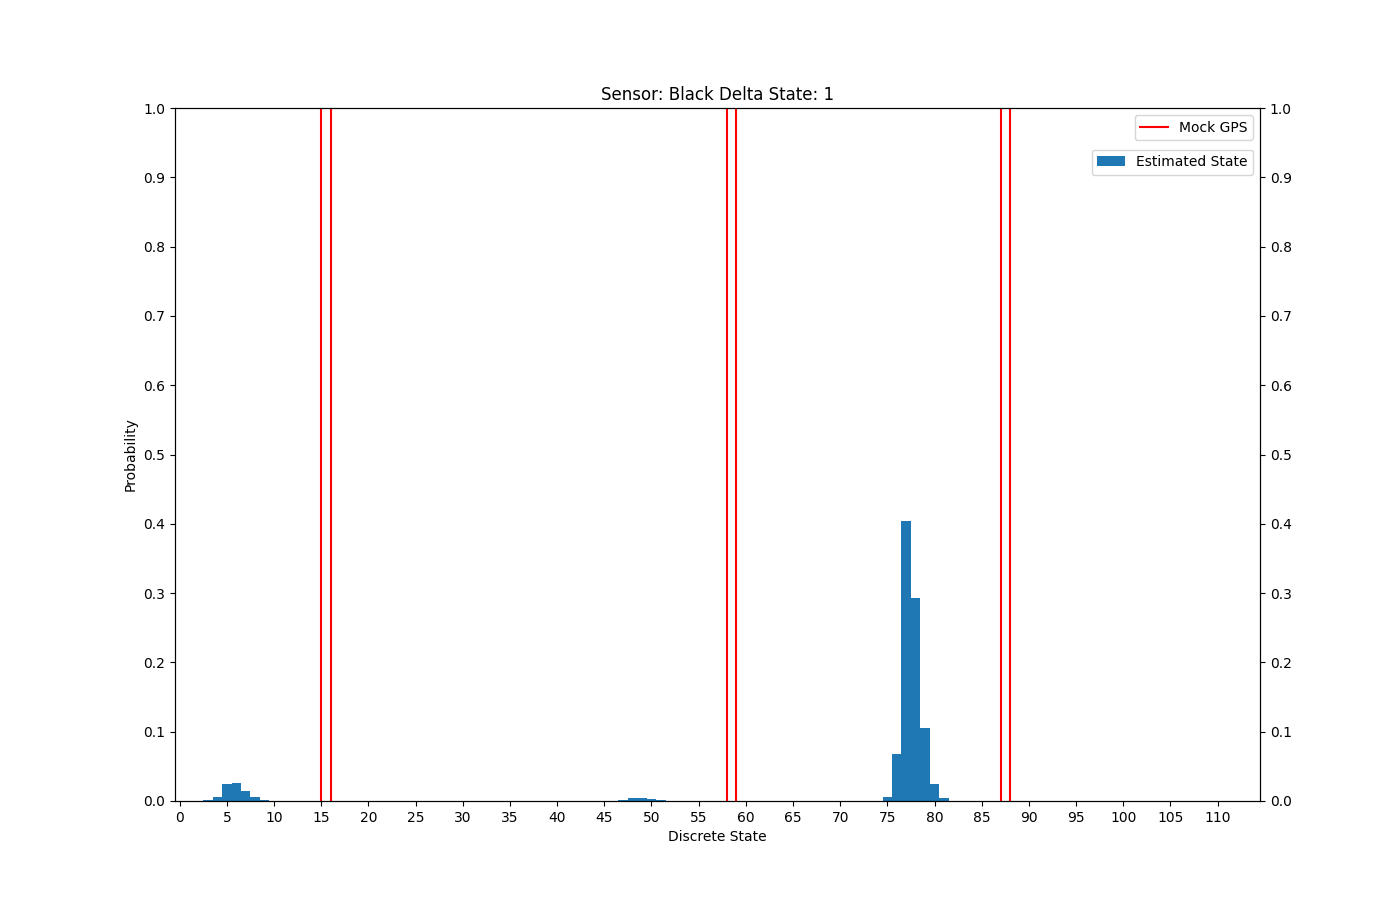 Sensor: Black Delta State: 1
1.0 1.0
Mock GPS
Estimated State
0.9 0.9
0.8 0.8
0.7 0.7
0.6 0.6
0.5 0.5
0.4 0.4
0.3 0.3
0.2 0.2
0.1 0.1
0.0 0.0
Probability
0 5 10 15 20 25 30 35 40 45 50 55 60 65 70 75 80 85 90 95 100 105 110
Discrete State